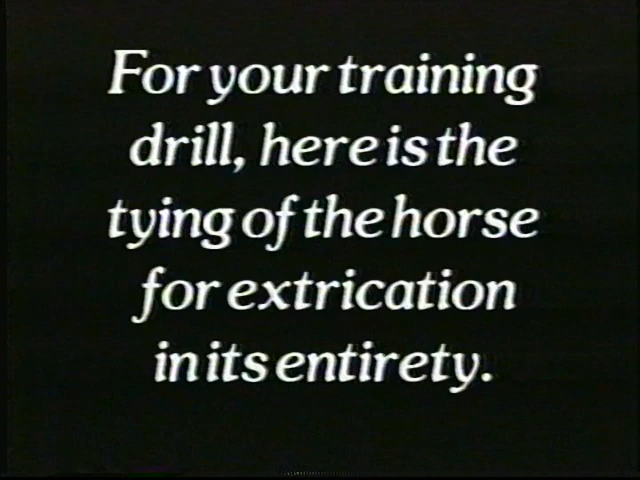 For your training
drill, here is the
tying of the horse
for extrication
in its entirety.